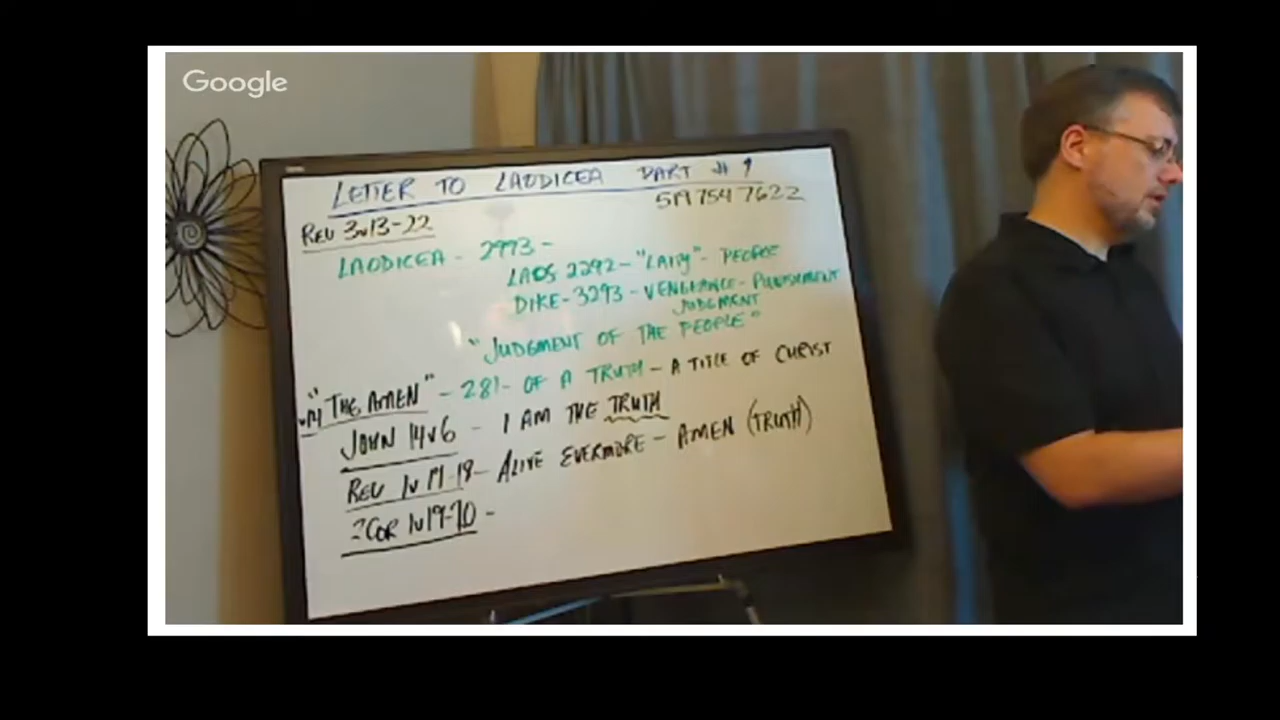 Google
LETTER TO LAODICEA PART # 1
519 754 7622
REV 3v13-22
LAODICEA - 2993 -
LAOS 2292 - "LAITY" - PEOPLE
DIKE - 3293 - VENGEANCE - PUNISHMENT
JUDGMENT
"JUDGMENT OF THE PEOPLE"
"THE AMEN" - 281 - OF A TRUTH - A TITLE OF CHRIST
JOHN 14v6 - I AM THE TRUTH
REV 1v17-18 - ALIVE EVERMORE - AMEN (TRUTH)
2COR 1v19-20 -